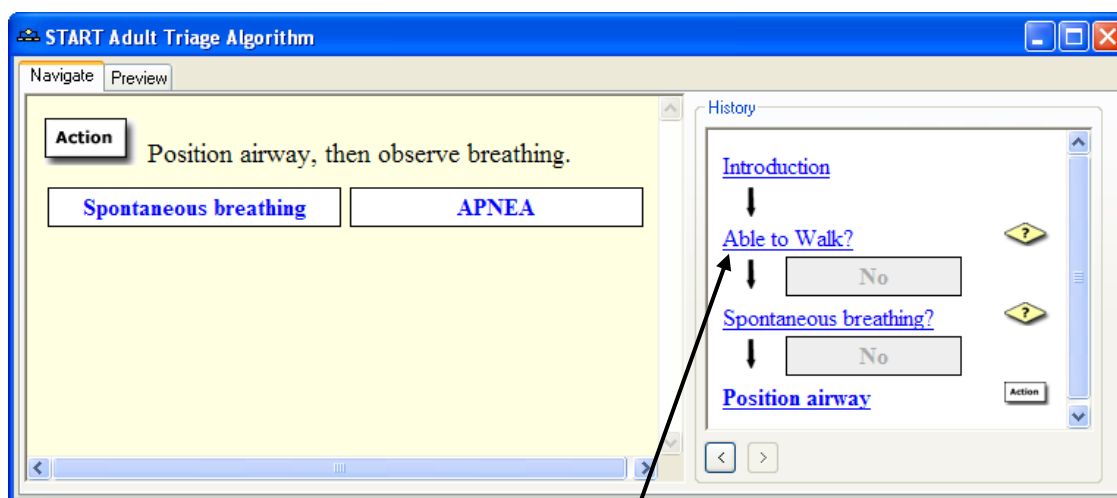 START Adult Triage Algorithm
Navigate Preview
Action Position airway, then observe breathing.
Spontaneous breathing APNEA
History
Introduction
Able to Walk? ?
No
Spontaneous breathing? ?
No
Position airway Action
< >